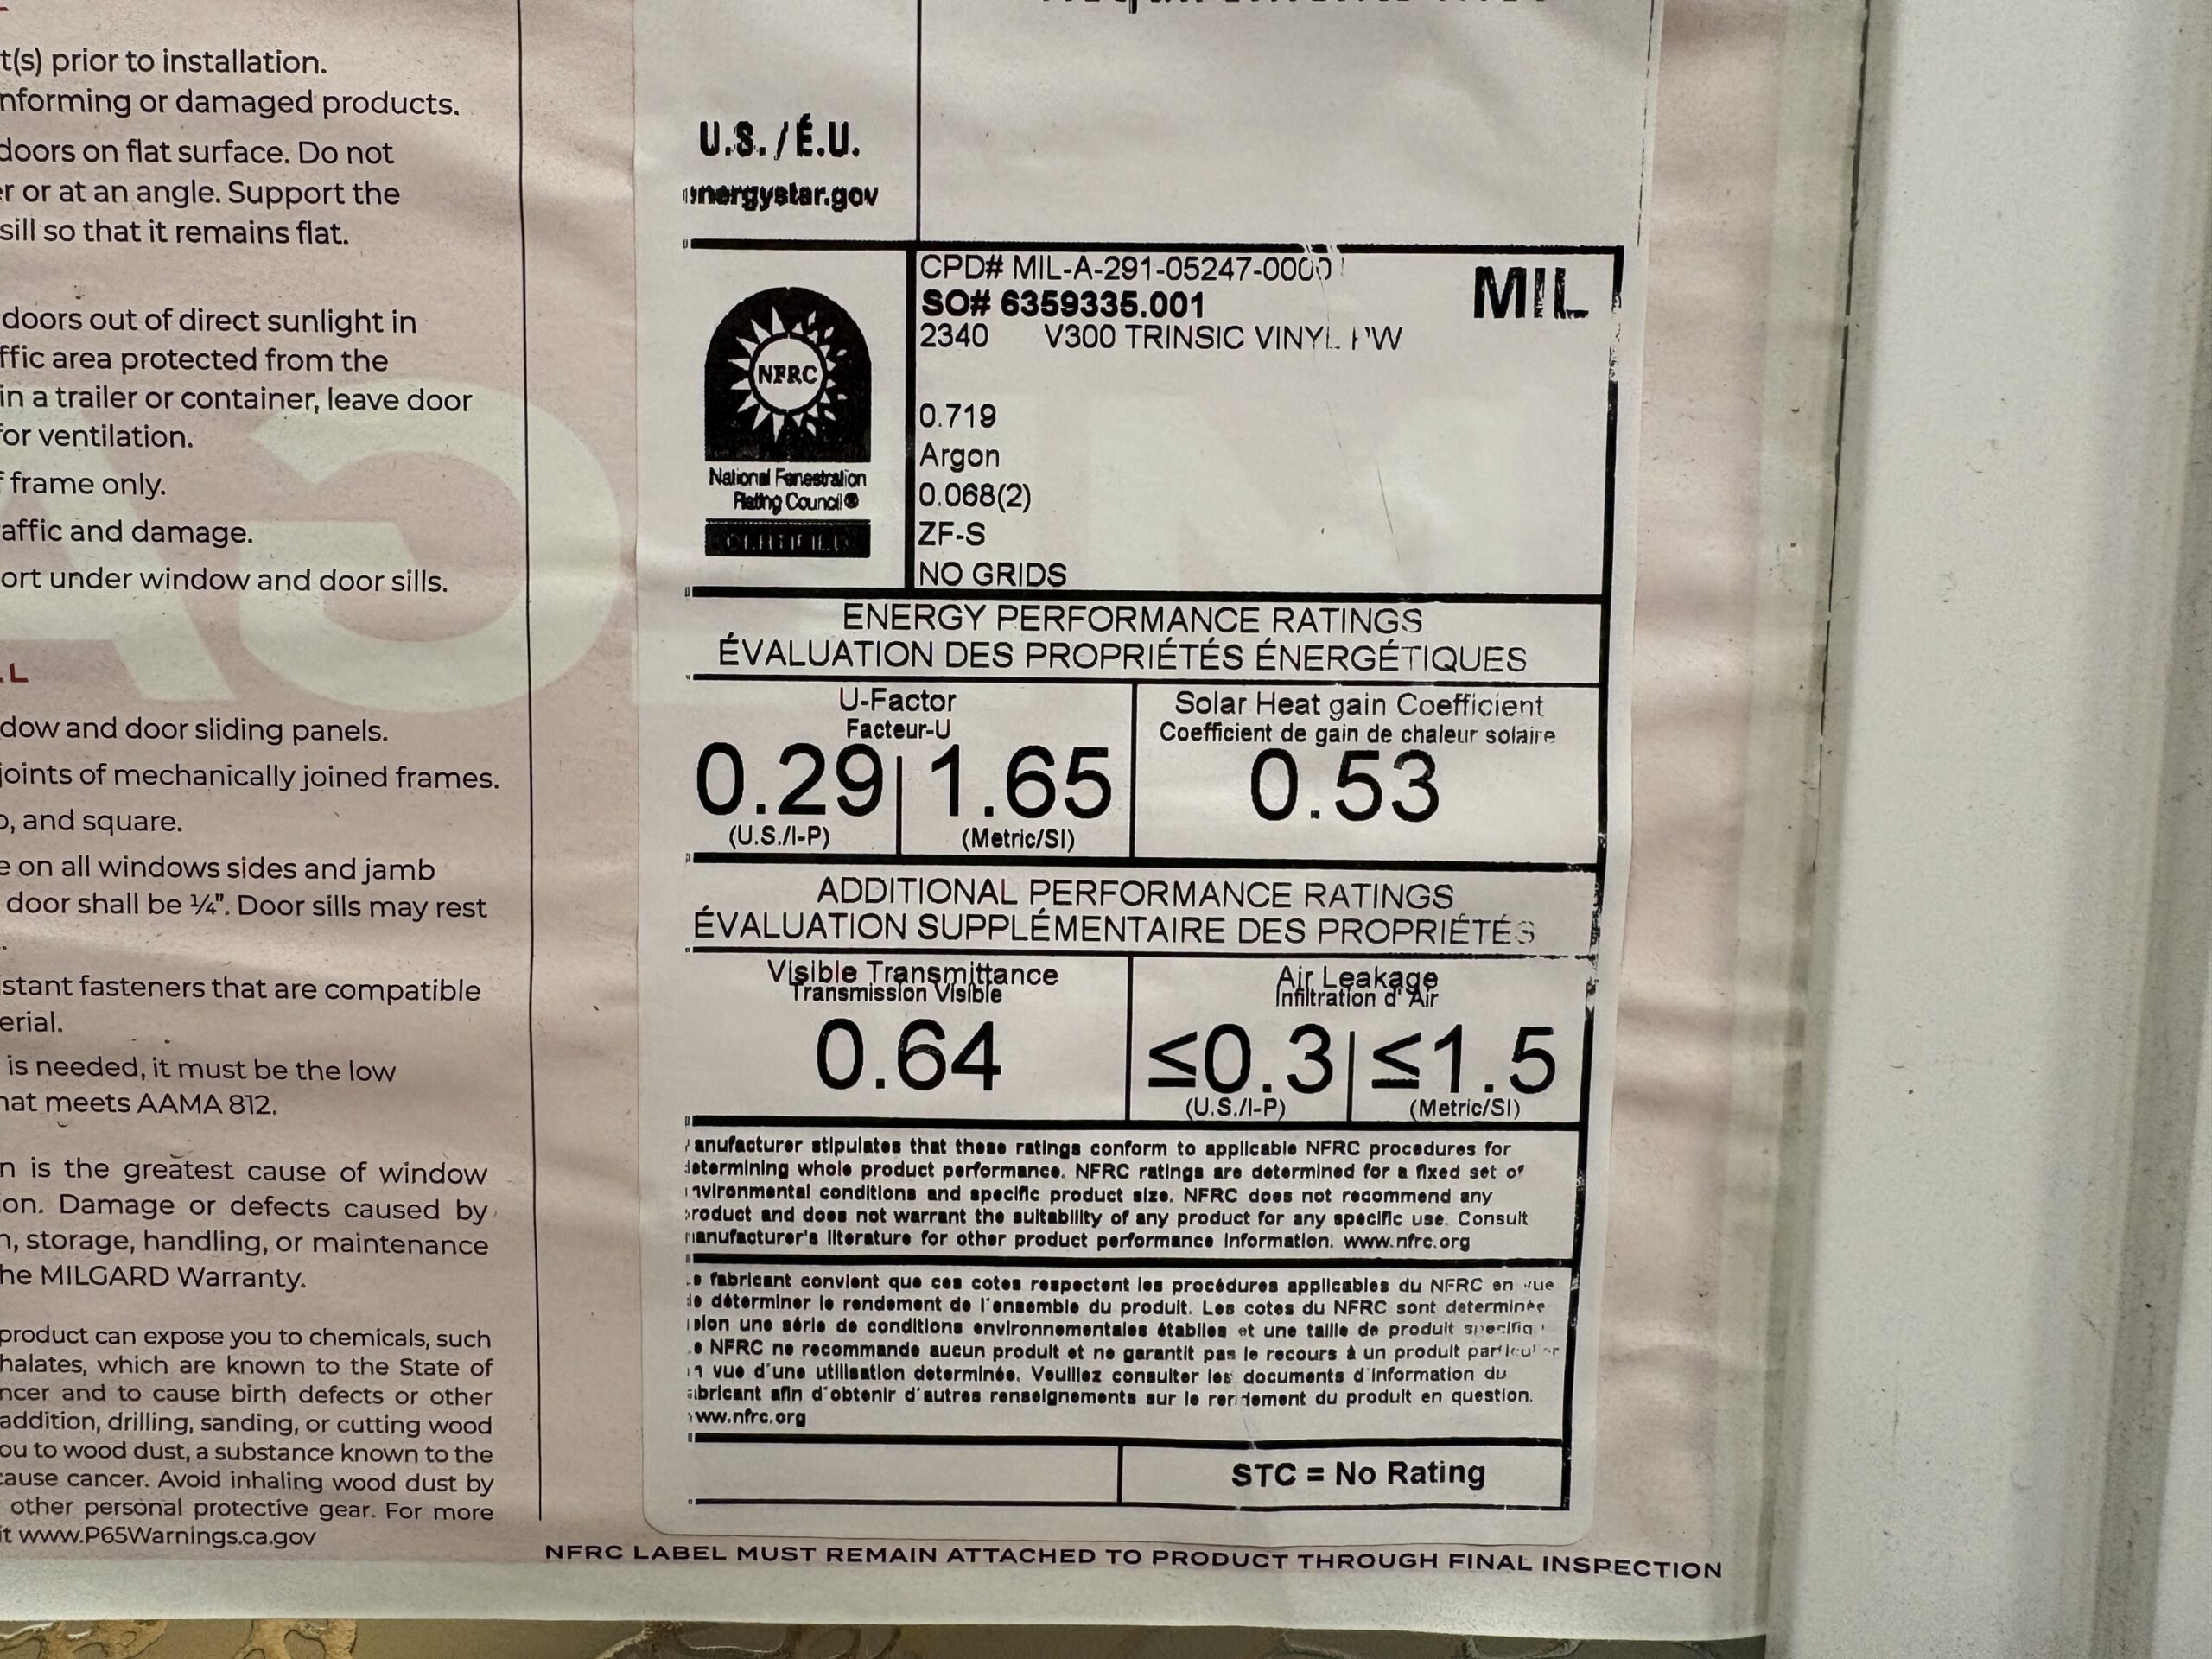 t(s) prior to installation.
nforming or damaged products.
doors on flat surface. Do not
er or at an angle. Support the
sill so that it remains flat.
doors out of direct sunlight in
ffic area protected from the
in a trailer or container, leave door
for ventilation.
f frame only.
affic and damage.
ort under window and door sills.
LL
dow and door sliding panels.
joints of mechanically joined frames.
o, and square.
e on all windows sides and jamb
door shall be ¼". Door sills may rest
istant fasteners that are compatible
erial.
is needed, it must be the low
hat meets AAMA 812.
n is the greatest cause of window
ion. Damage or defects caused by
n, storage, handling, or maintenance
he MILGARD Warranty.
product can expose you to chemicals, such
halates, which are known to the State of
ncer and to cause birth defects or other
addition, drilling, sanding, or cutting wood
ou to wood dust, a substance known to the
cause cancer. Avoid inhaling wood dust by
other personal protective gear. For more
it www.P65Warnings.ca.gov
U.S./É.U.
energystar.gov
NFRC
National Fenestration
Rating Council®
CERTIFIED
CPD# MIL-A-291-05247-0000
MIL
SO# 6359335.001
2340 V300 TRINSIC VINYL PW
0.719
Argon
0.068(2)
ZF-S
NO GRIDS
ENERGY PERFORMANCE RATINGS
ÉVALUATION DES PROPRIÉTÉS ÉNERGÉTIQUES
U-Factor
Facteur-U
0.29 | 1.65
(U.S./I-P) (Metric/SI)
Solar Heat gain Coefficient
Coefficient de gain de chaleur solaire
0.53
ADDITIONAL PERFORMANCE RATINGS
ÉVALUATION SUPPLÉMENTAIRE DES PROPRIÉTÉS
Visible Transmittance
Transmission Visible
0.64
Air Leakage
Infiltration d' Air
≤0.3 | ≤1.5
(U.S./I-P) (Metric/SI)
anufacturer stipulates that these ratings conform to applicable NFRC procedures for
determining whole product performance. NFRC ratings are determined for a fixed set of
nvironmental conditions and specific product size. NFRC does not recommend any
product and does not warrant the suitability of any product for any specific use. Consult
manufacturer's literature for other product performance information. www.nfrc.org
Le fabricant convient que ces cotes respectent les procédures applicables du NFRC en vue
de déterminer le rendement de l'ensemble du produit. Les cotes du NFRC sont determinée
elon une série de conditions environnementales établies et une taille de produit specifiq
Le NFRC ne recommande aucun produit et ne garantit pas le recours à un produit particulier
n vue d'une utilisation determinée. Veuillez consulter les documents d'information du
fabricant afin d'obtenir d'autres renseignements sur le rendement du produit en question.
www.nfrc.org
STC = No Rating
NFRC LABEL MUST REMAIN ATTACHED TO PRODUCT THROUGH FINAL INSPECTION